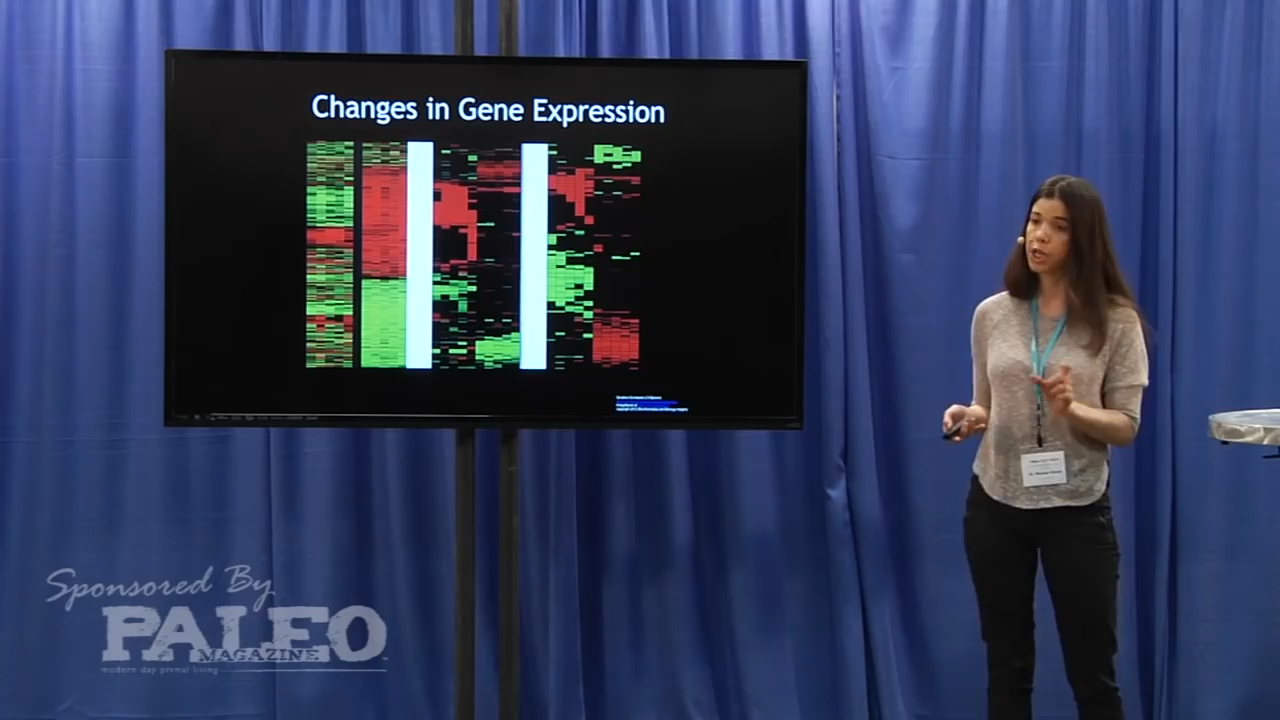 Changes in Gene Expression
Sponsored By
PALEO
MAGAZINE
modern day primal living